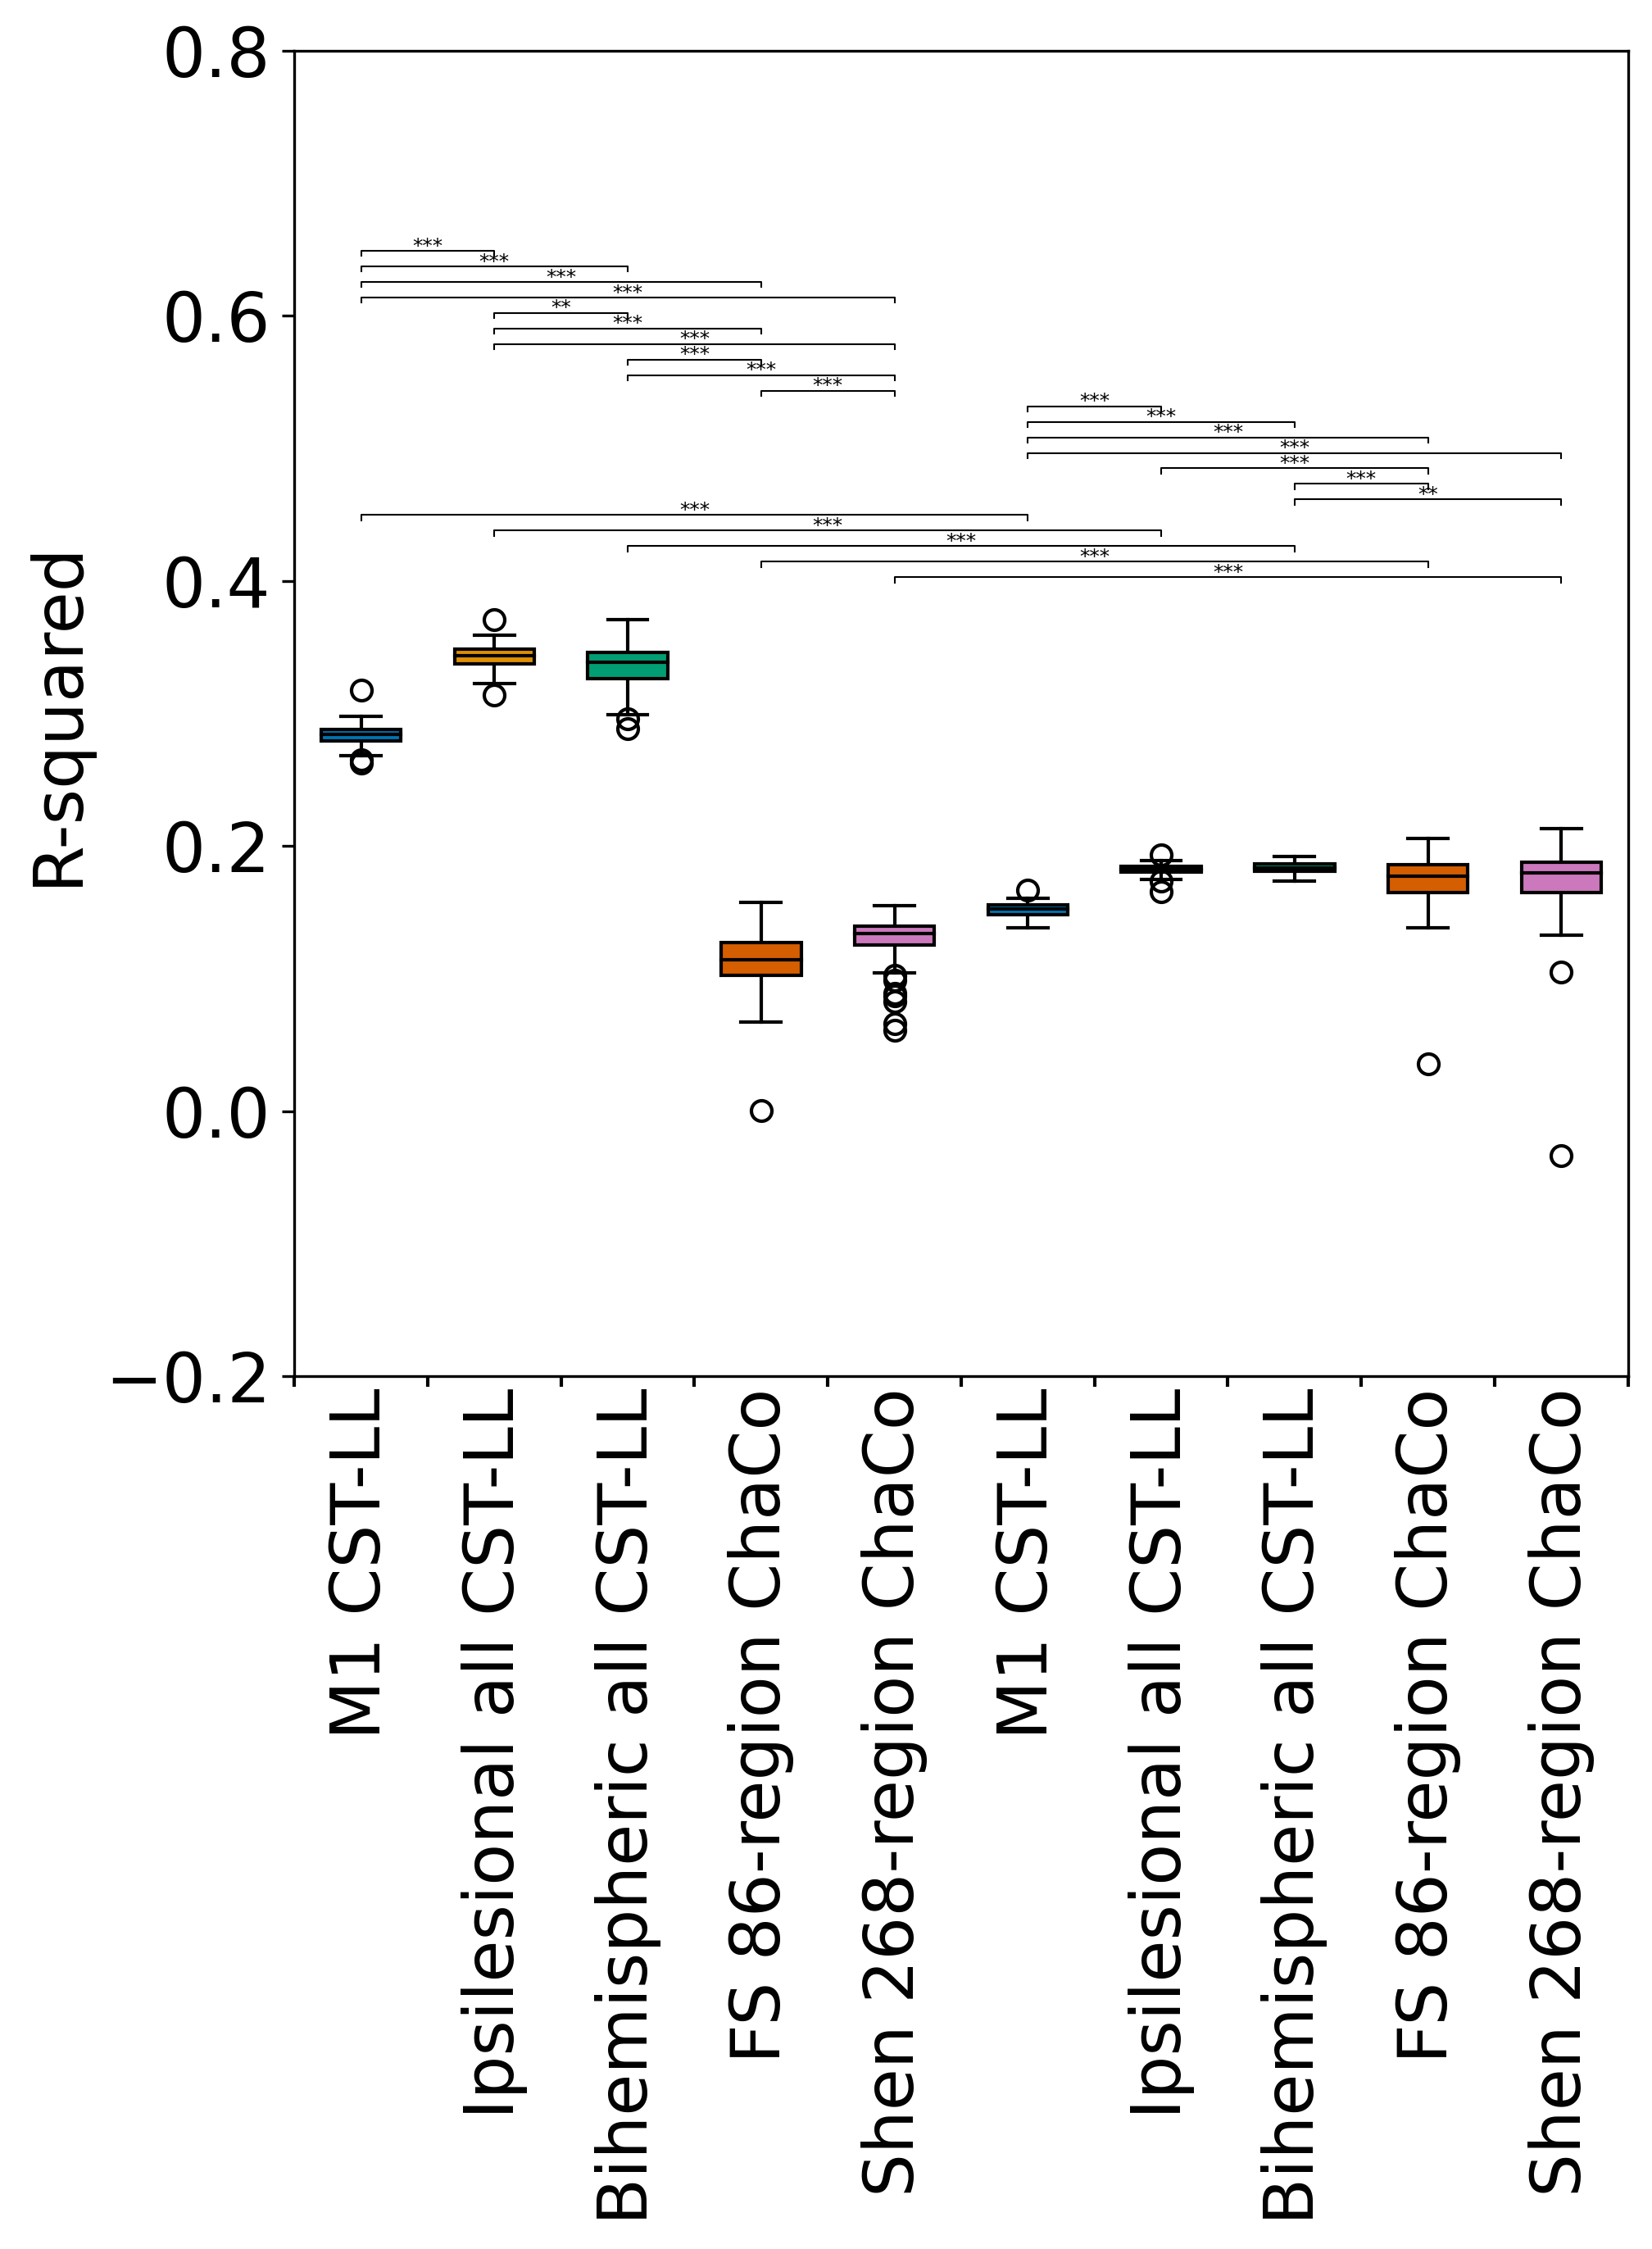 0.8
***
***
***
***
0.6
**
***
***
***
***
***
***
***
***
***
***
***
**
***
***
***
***
***
0.4
R-squared
0.2
0.0
−0.2
M1 CST-LL
Ipsilesional all CST-LL
Bihemispheric all CST-LL
FS 86-region ChaCo
Shen 268-region ChaCo
M1 CST-LL
Ipsilesional all CST-LL
Bihemispheric all CST-LL
FS 86-region ChaCo
Shen 268-region ChaCo